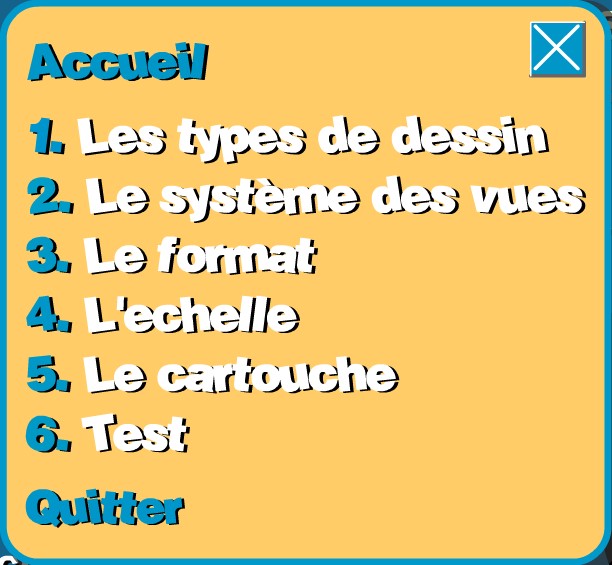 Accueil
1. Les types de dessin
2. Le système des vues
3. Le format
4. L'echelle
5. Le cartouche
6. Test
Quitter